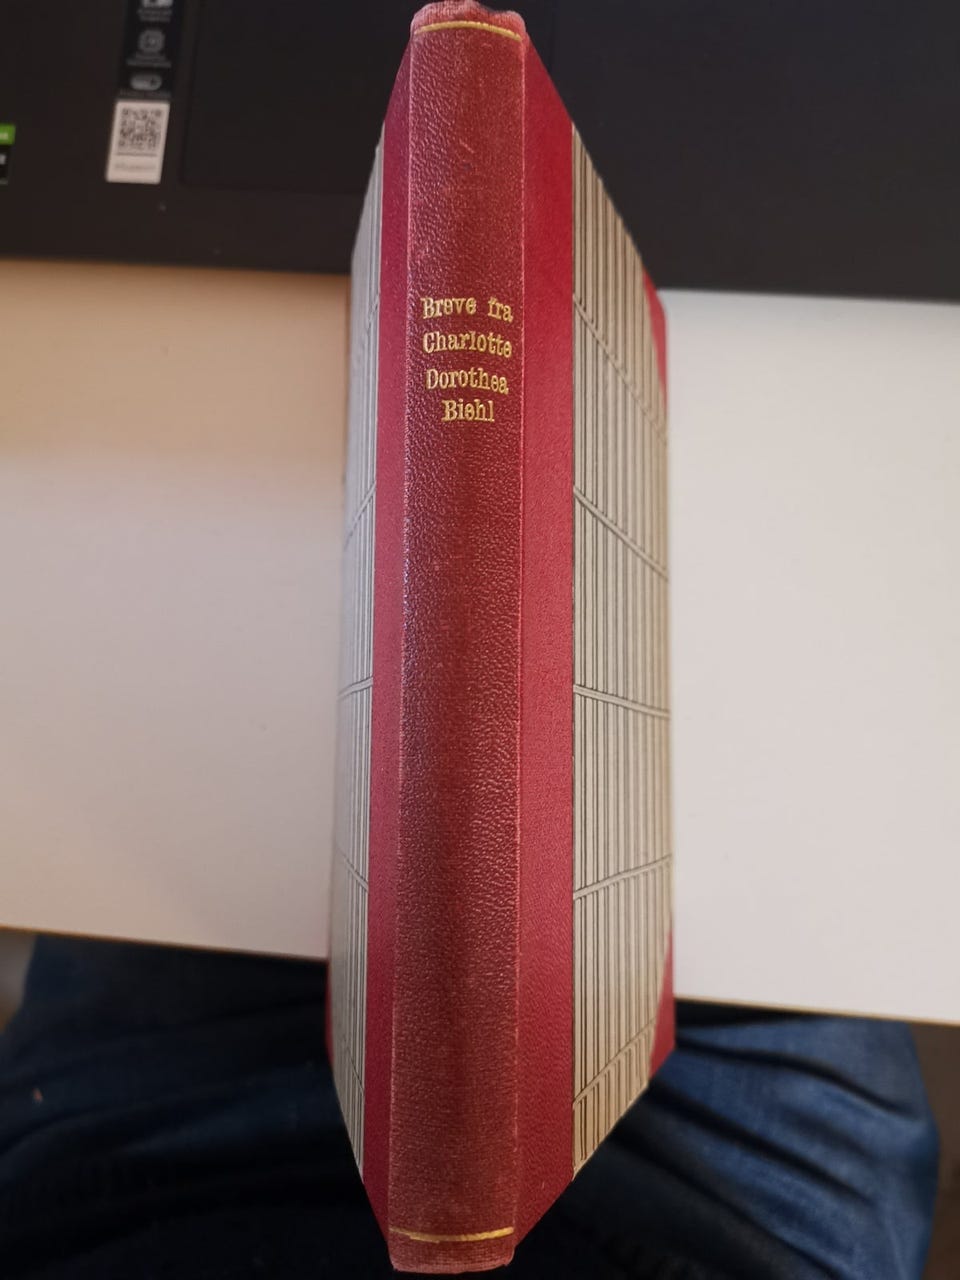 Breve fra
Charlotte
Dorothea
Biehl